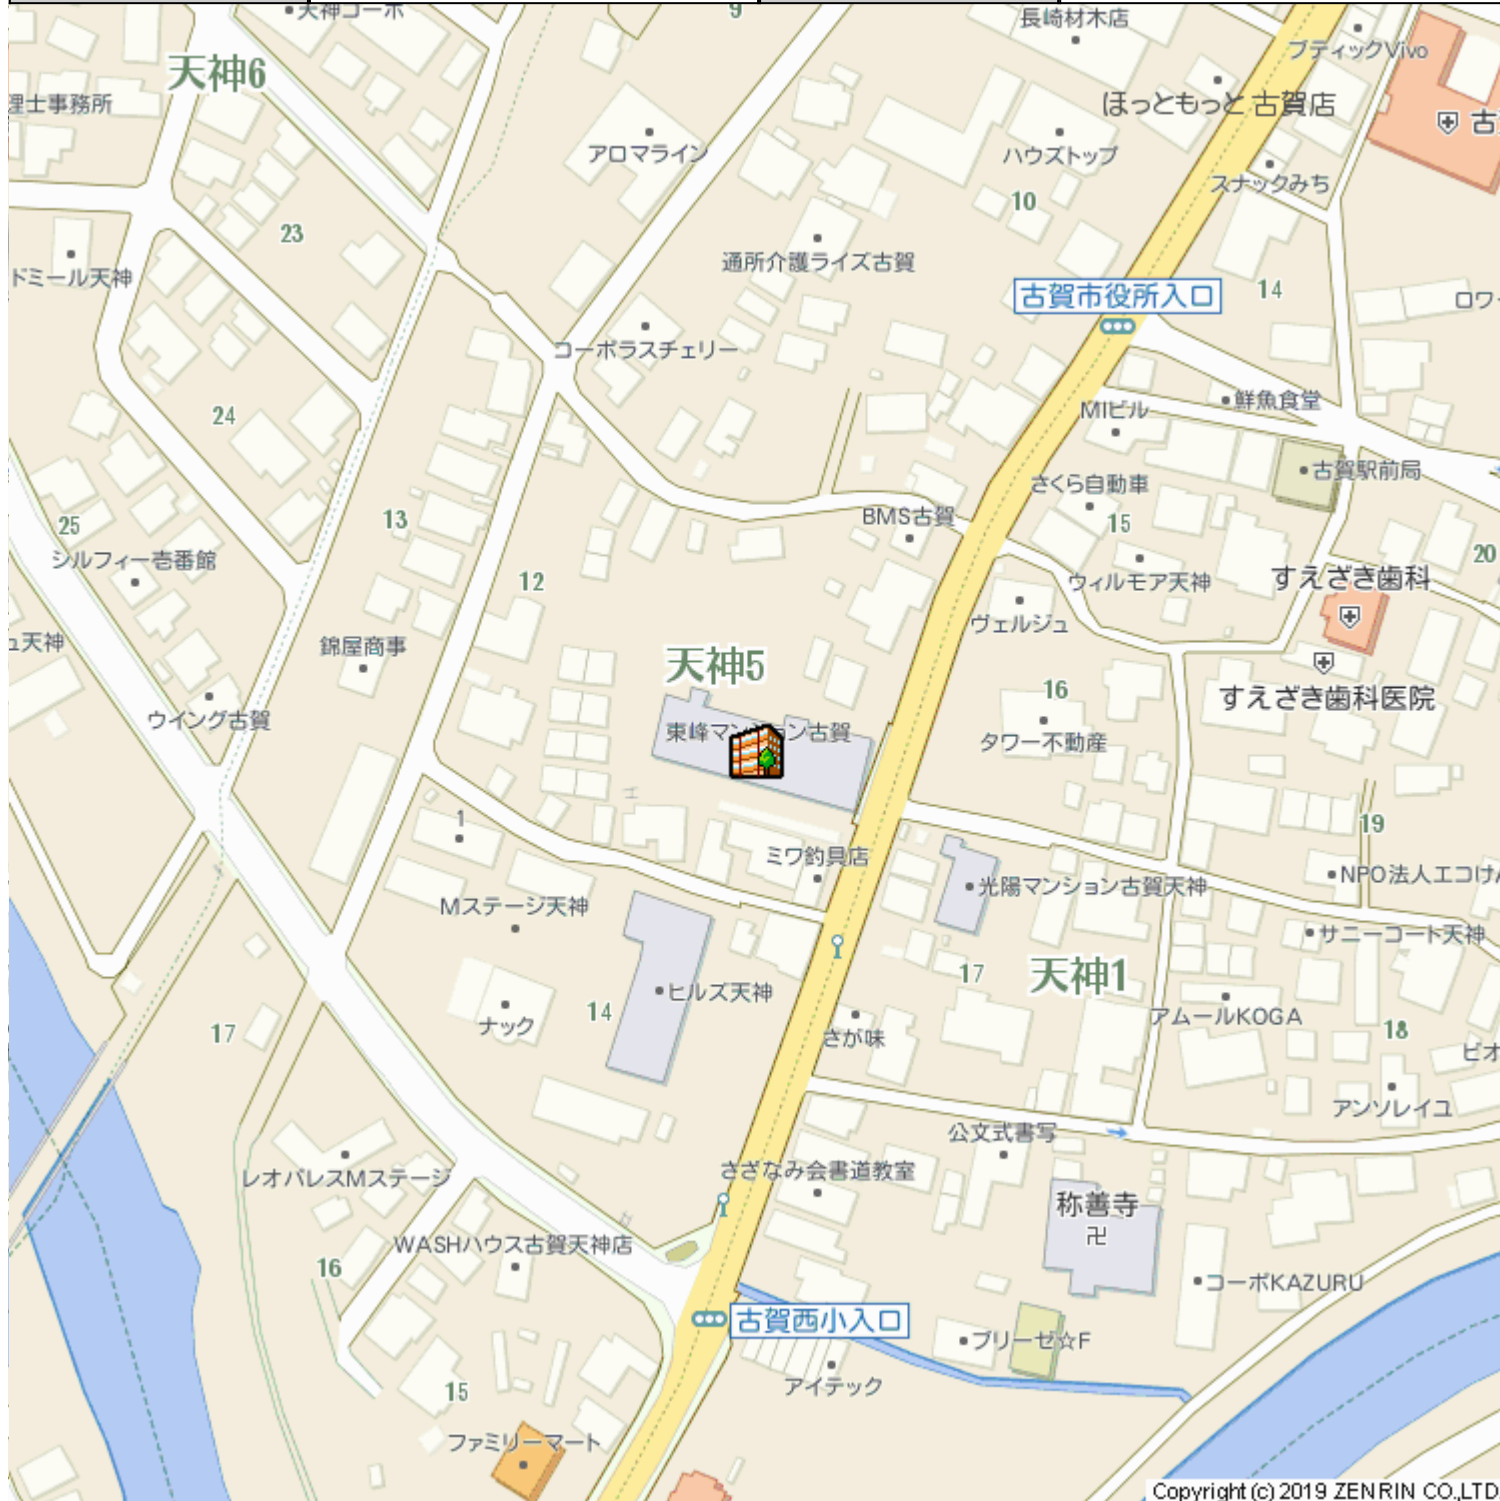 天神コーポ
9
長崎材木店
ブティックVivo
天神6
理士事務所
ほっともっと 古賀店
古
アロマライン
ハウズトップ
スナックみち
10
23
通所介護ライズ古賀
ドミール天神
古賀市役所入口
14
ロワ
コーポラスチェリー
24
MIビル
鮮魚食堂
古賀駅前局
さくら自動車
13
25
BMS古賀
15
シルフィー壱番館
12
ウィルモア天神
すえざき歯科
20
ュ天神
錦屋商事
ヴェルジュ
天神5
ウイング古賀
16
すえざき歯科医院
東峰マンション古賀
タワー不動産
1
19
ミワ釣具店
光陽マンション古賀天神
NPO法人エコけん
Mステージ天神
サニーコート天神
17
天神1
ヒルズ天神
14
ナック
17
さが味
アムールKOGA
18
ビオ
アンソレイユ
公文式書写
レオパレスMステージ
さざなみ会書道教室
称善寺
卍
WASHハウス古賀天神店
16
コーポKAZURU
古賀西小入口
ブリーゼ☆F
15
アイテック
ファミリーマート
Copyright (c) 2019 ZENRIN CO.,LTD